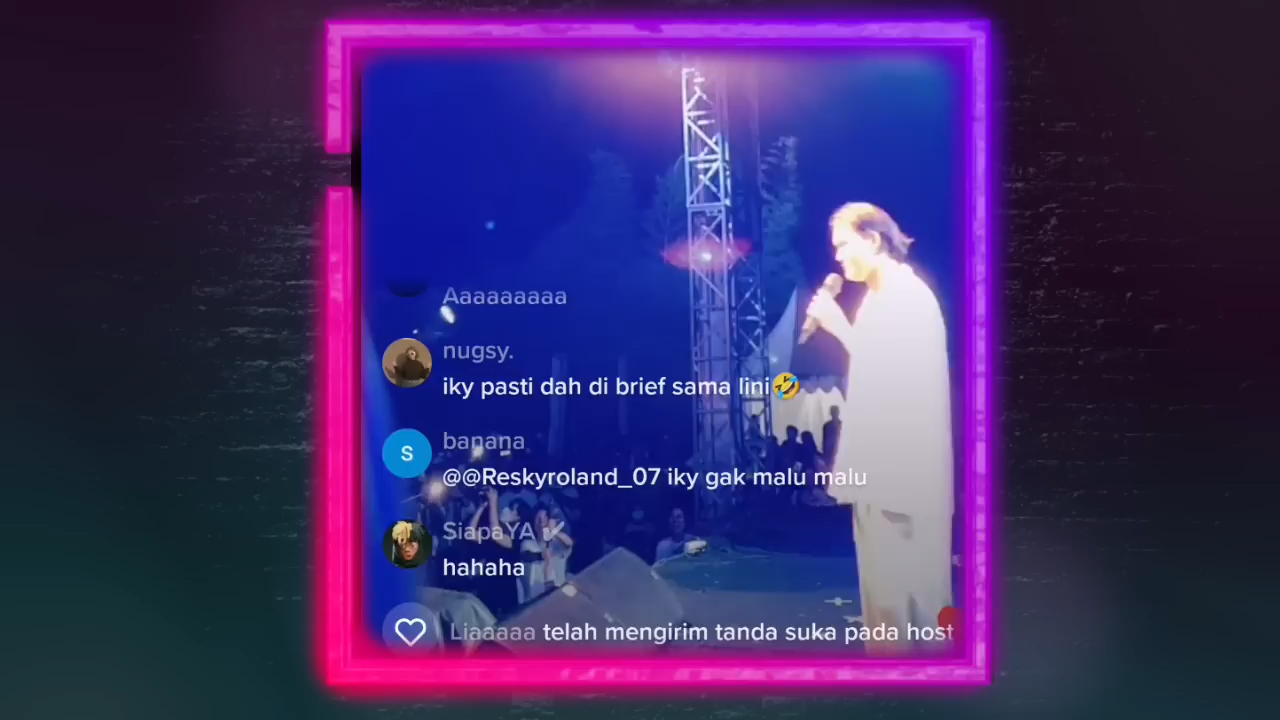 Aaaaaaaaa
nugsy.
iky pasti dah di brief sama lini🤣
S
banana
@@Reskyroland_07 iky gak malu malu
SiapaYA ✔
hahaha
Liaaaaa telah mengirim tanda suka pada host